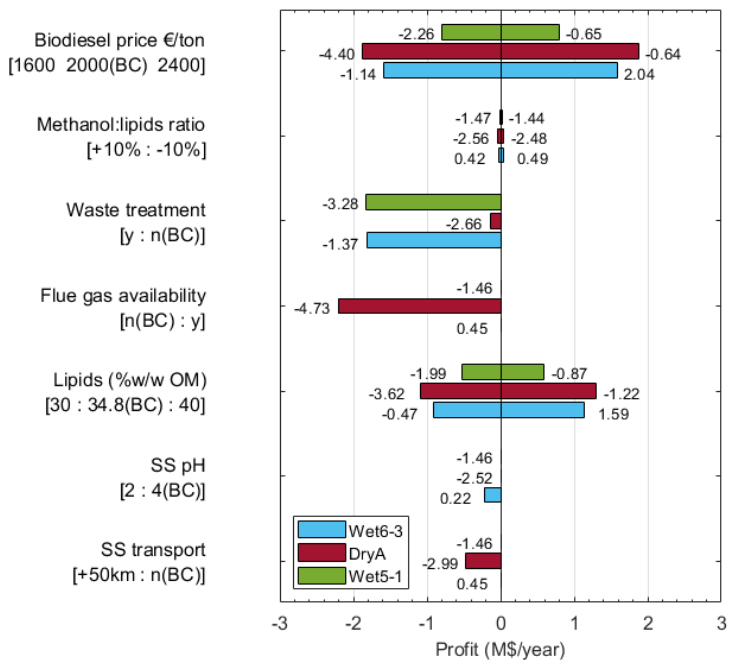 Biodiesel price €/ton
[1600 2000(BC) 2400]
-2.26
-0.65
-4.40
-0.64
-1.14
2.04
Methanol:lipids ratio
[+10% : -10%]
-1.47
-1.44
-2.56
-2.48
0.42
0.49
Waste treatment
[y : n(BC)]
-3.28
-2.66
-1.37
Flue gas availability
[n(BC) : y]
-1.46
-4.73
0.45
Lipids (%w/w OM)
[30 : 34.8(BC) : 40]
-1.99
-0.87
-3.62
-1.22
-0.47
1.59
SS pH
[2 : 4(BC)]
-1.46
-2.52
0.22
SS transport
[+50km : n(BC)]
-1.46
-2.99
0.45
Wet6-3
DryA
Wet5-1
-3 -2 -1 0 1 2 3
Profit (M$/year)